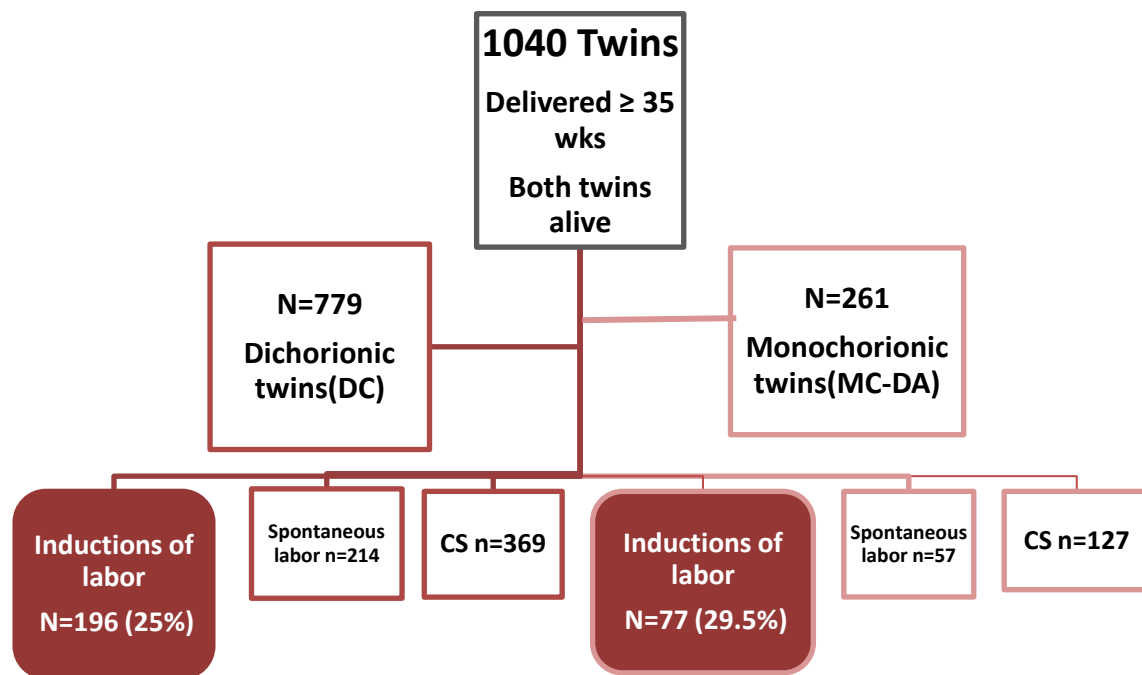 1040 Twins
Delivered ≥ 35
wks
Both twins
alive
N=779
Dichorionic
twins(DC)
N=261
Monochorionic
twins(MC-DA)
Inductions of
labor
N=196 (25%)
Spontaneous
labor n=214
CS n=369
Inductions of
labor
N=77 (29.5%)
Spontaneous
labor n=57
CS n=127